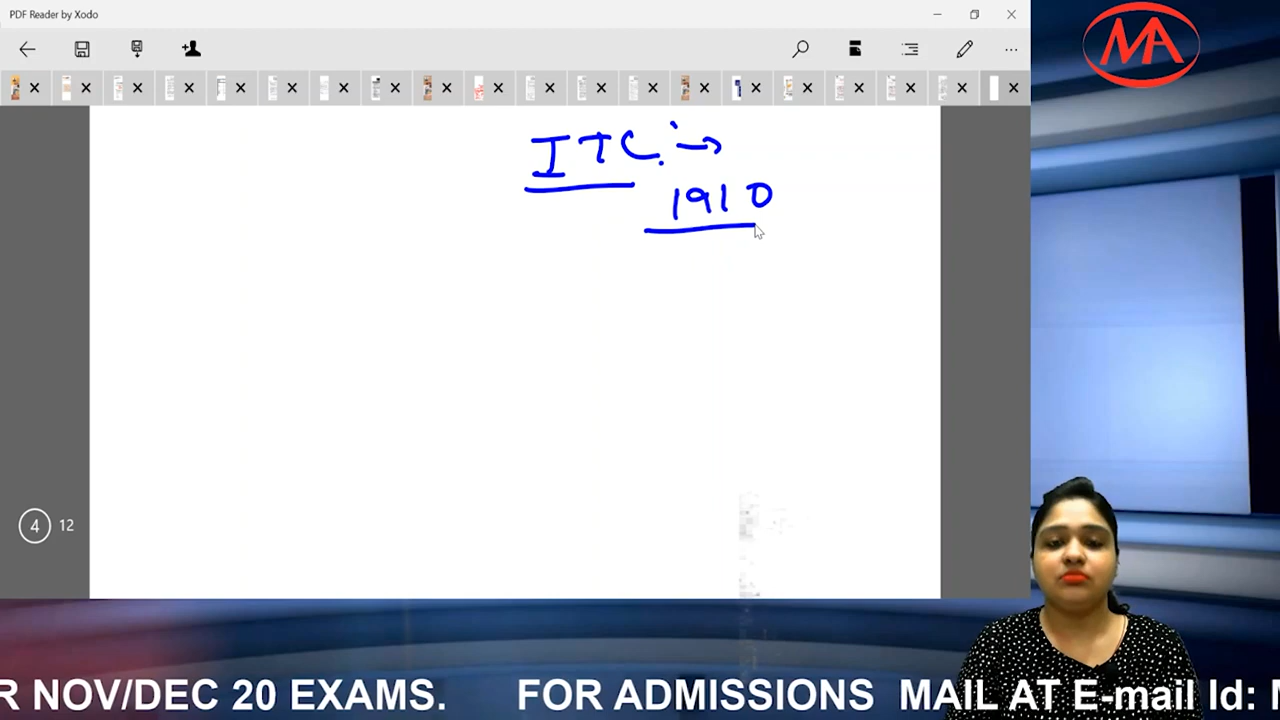 PDF Reader by Xodo
MA
ITC. →
1910
4 12
R NOV/DEC 20 EXAMS. FOR ADMISSIONS MAIL AT E-mail Id: